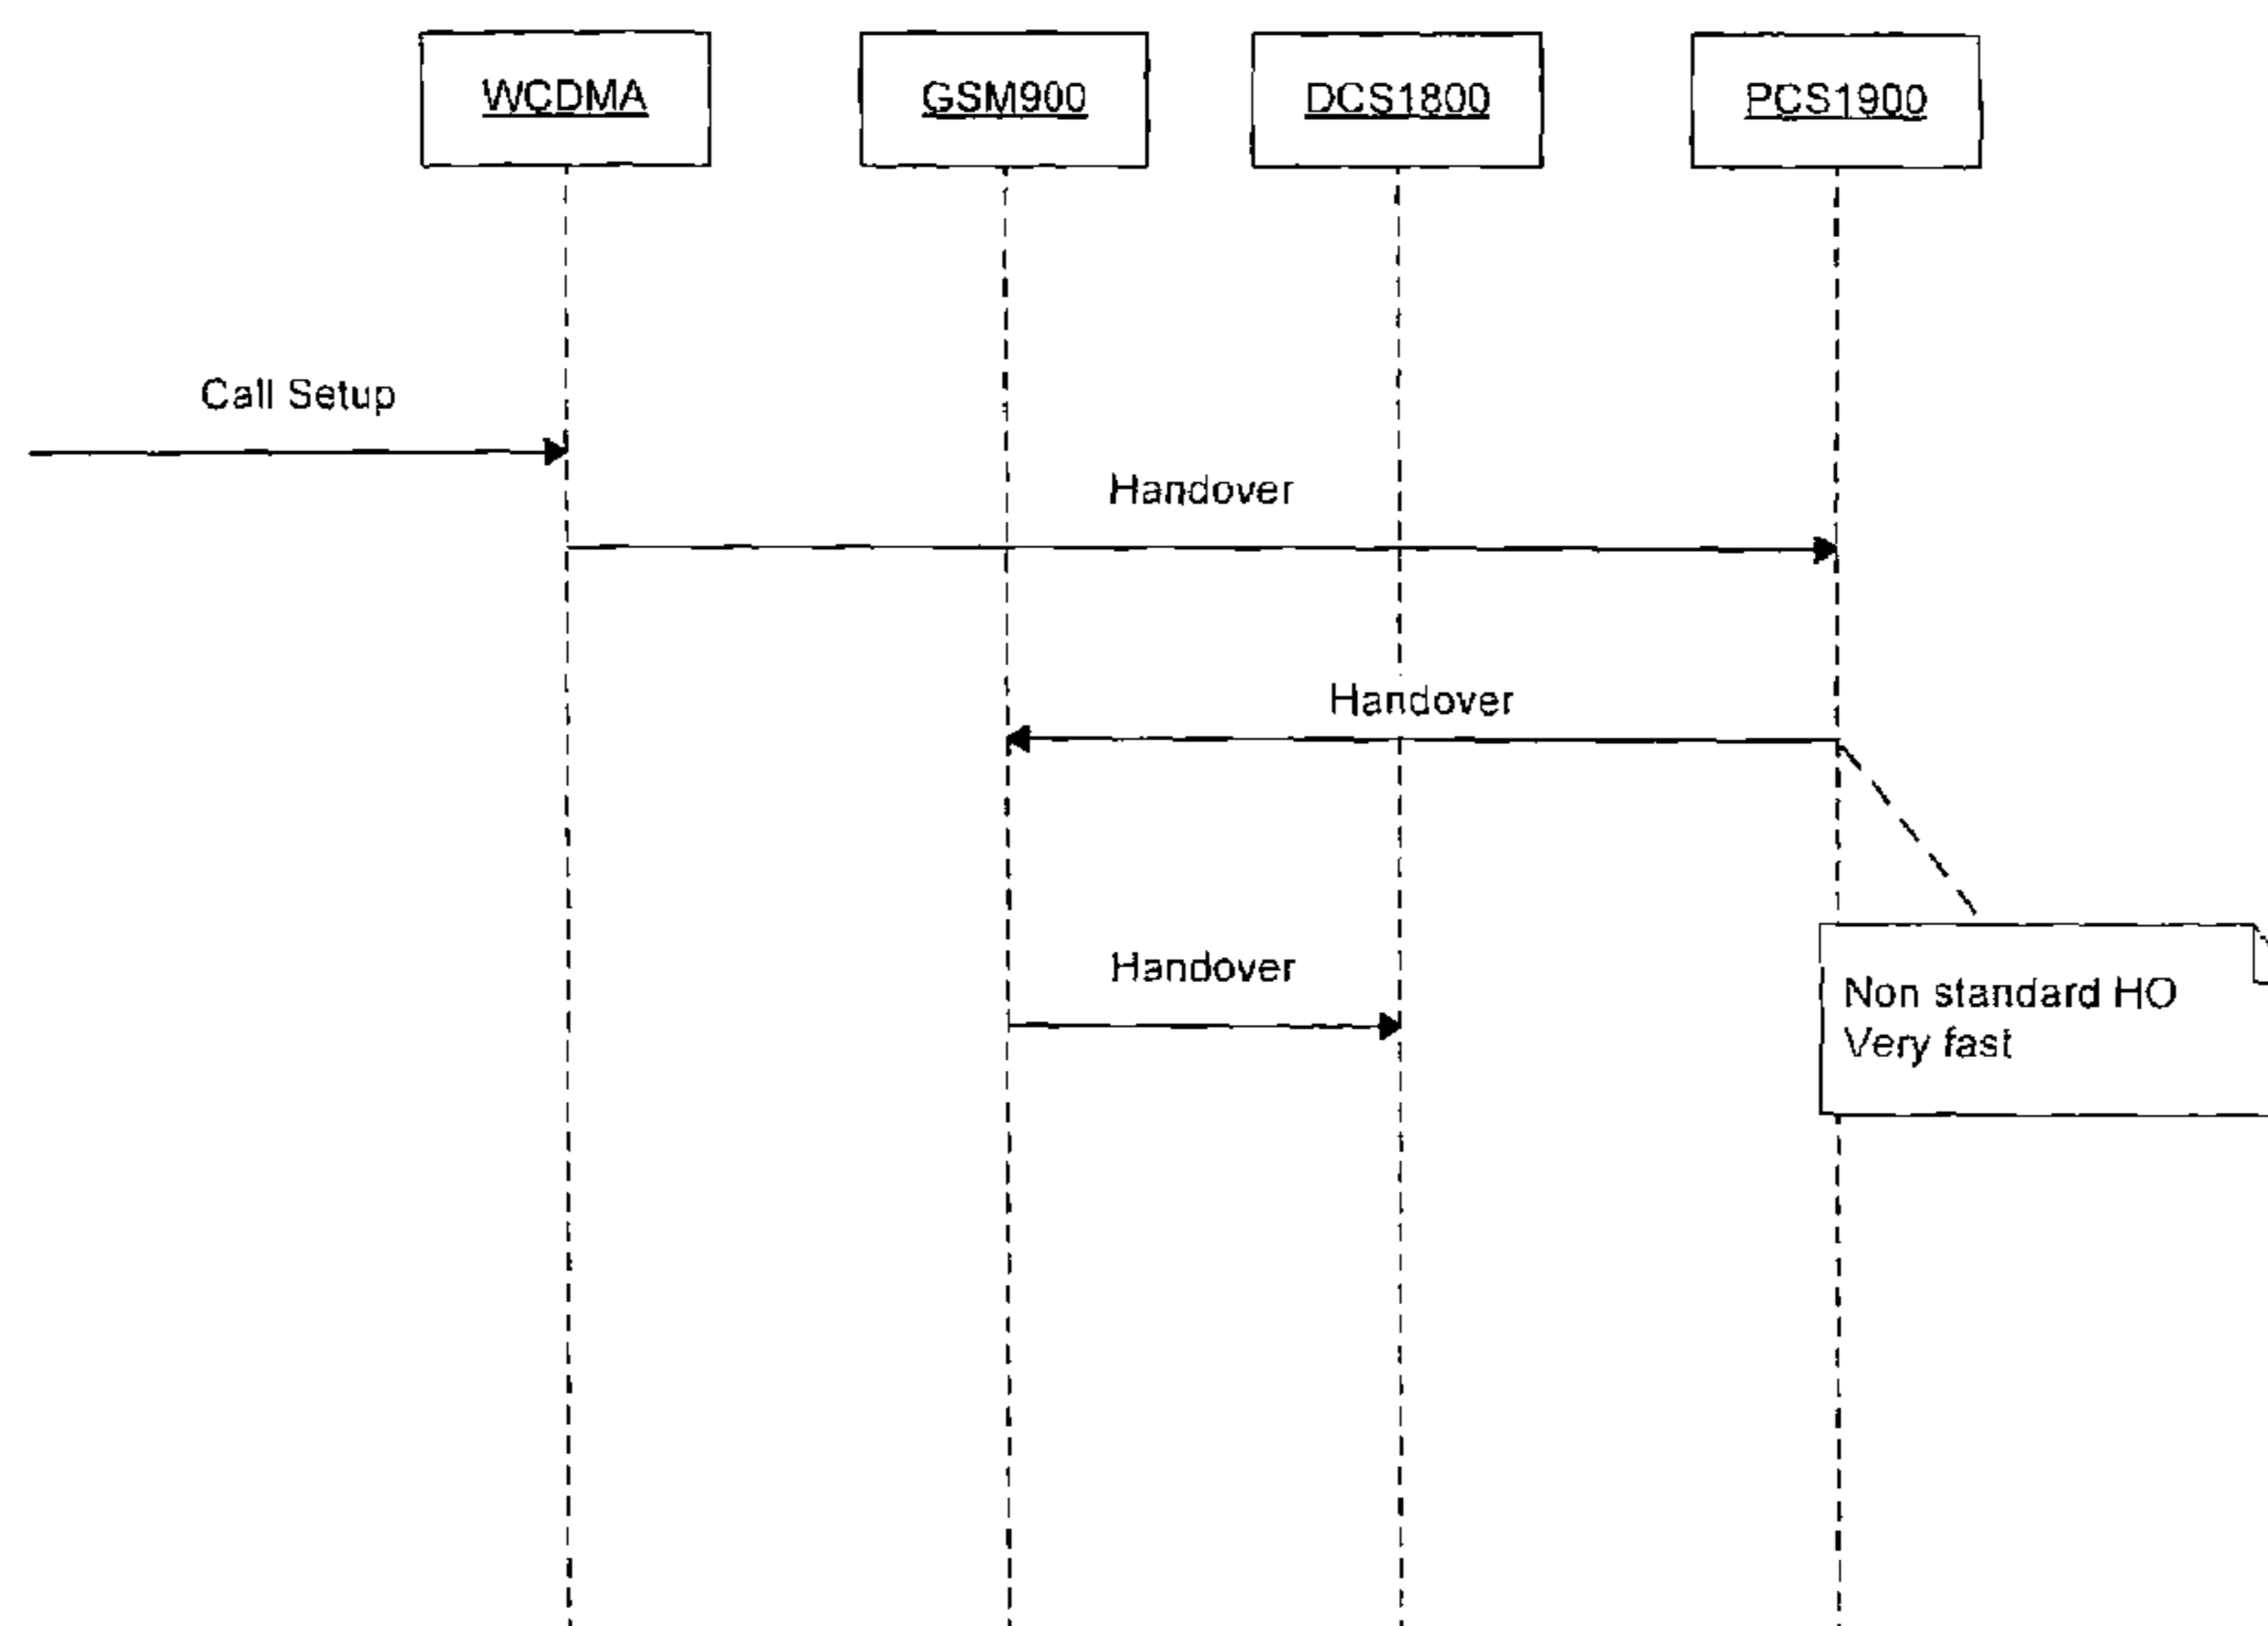 WCDMA
GSM900
DCS1800
PCS1900
Call Setup
Handover
Handover
Handover
Non standard HO
Very fast